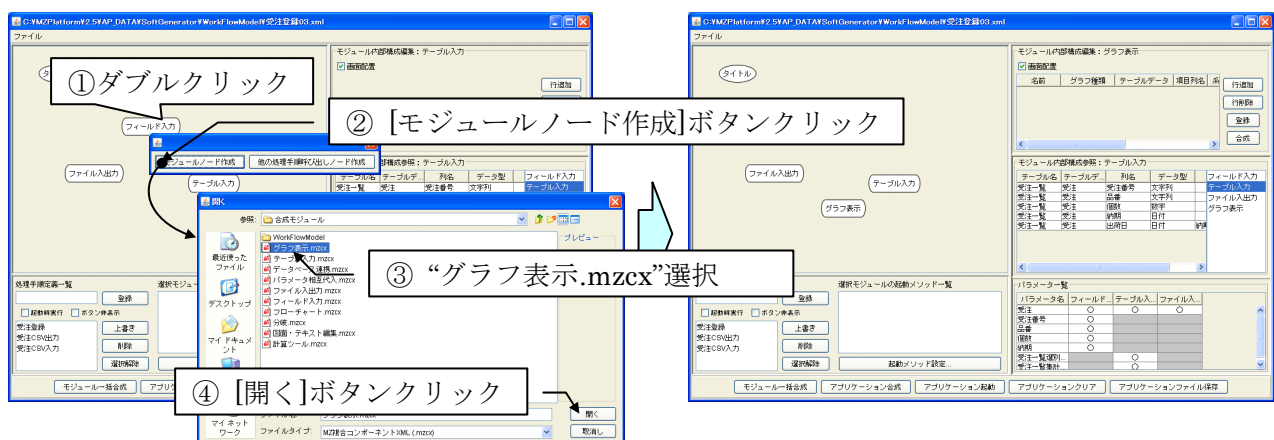 C:¥MZPlatform¥2.5¥AP_DATA¥SoftGenerator¥WorkFlowModel¥受注登録03.xml
ファイル
①ダブルクリック
フィールド入力
ファイル入出力
テーブル入力
モジュール内部構成編集：テーブル入力
画面配置
行追加
② [モジュールノード作成]ボタンクリック
モジュールノード作成
他の処理手順呼び出しノード作成
部構成参照：テーブル入力
テーブル名 テーブルデ... 列名 データ型
受注一覧 受注 受注番号 文字列
フィールド入力
テーブル入力
開く
参照:
合成モジュール
プレビュー
最近使ったファイル
デスクトップ
マイ ドキュメント
マイ ネットワーク
WorkFlowModel
グラフ表示.mzcx
テーブル入力.mzcx
データベース連携.mzcx
パラメータ相互代入.mzcx
ファイル入出力.mzcx
フィールド入力.mzcx
フローチャート.mzcx
分岐.mzcx
図面・テキスト編集.mzcx
計算ツール.mzcx
③ “グラフ表示.mzcx”選択
処理手順定義一覧
登録
起動時実行
ボタン非表示
受注登録
受注CSV出力
受注CSV入力
上書き
削除
選択解除
モジュール一括合成
④ [開く]ボタンクリック
ファイルタイプ:
MZ複合コンポーネントXML (.mzcx)
開く
取消し
C:¥MZPlatform¥2.5¥AP_DATA¥SoftGenerator¥WorkFlowModel¥受注登録03.xml
ファイル
タイトル
ファイル入出力
テーブル入力
グラフ表示
モジュール内部構成編集：グラフ表示
画面配置
名前 グラフ種類 テーブルデータ 項目列名
行追加
行削除
登録
合成
モジュール内部構成参照：テーブル入力
テーブル名 テーブルデ... 列名 データ型
受注一覧 受注 受注番号 文字列
受注一覧 受注 品番 文字列
受注一覧 受注 個数 数字
受注一覧 受注 納期 日付
受注一覧 受注 出荷日 日付
フィールド入力
テーブル入力
ファイル入出力
グラフ表示
登録
起動時実行
ボタン非表示
受注登録
受注CSV出力
受注CSV入力
上書き
削除
選択解除
選択モジュールの起動メソッド一覧
起動メソッド設定...
パラメータ一覧
パラメータ名 フィールド... テーブル入... ファイル入...
受注 ○ ○ ○
受注番号 ○
品番 ○
個数 ○
納期 ○
受注一覧選択... ○
受注一覧集計... ○
モジュール一括合成
アプリケーション合成
アプリケーション起動
アプリケーションクリア
アプリケーションファイル保存